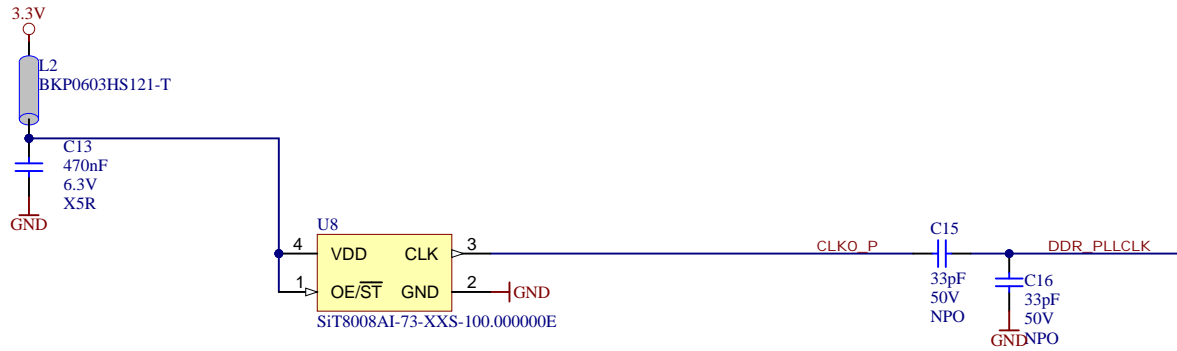 3.3V
L2
BKP0603HS121-T
C13
470nF
6.3V
X5R
GND
U8
4 VDD CLK 3
1 OE/ST GND 2 GND
SiT8008AI-73-XXS-100.000000E
CLK0_P
C15
33pF
50V
NPO
DDR_PLLCLK
C16
33pF
50V
NPO
GND